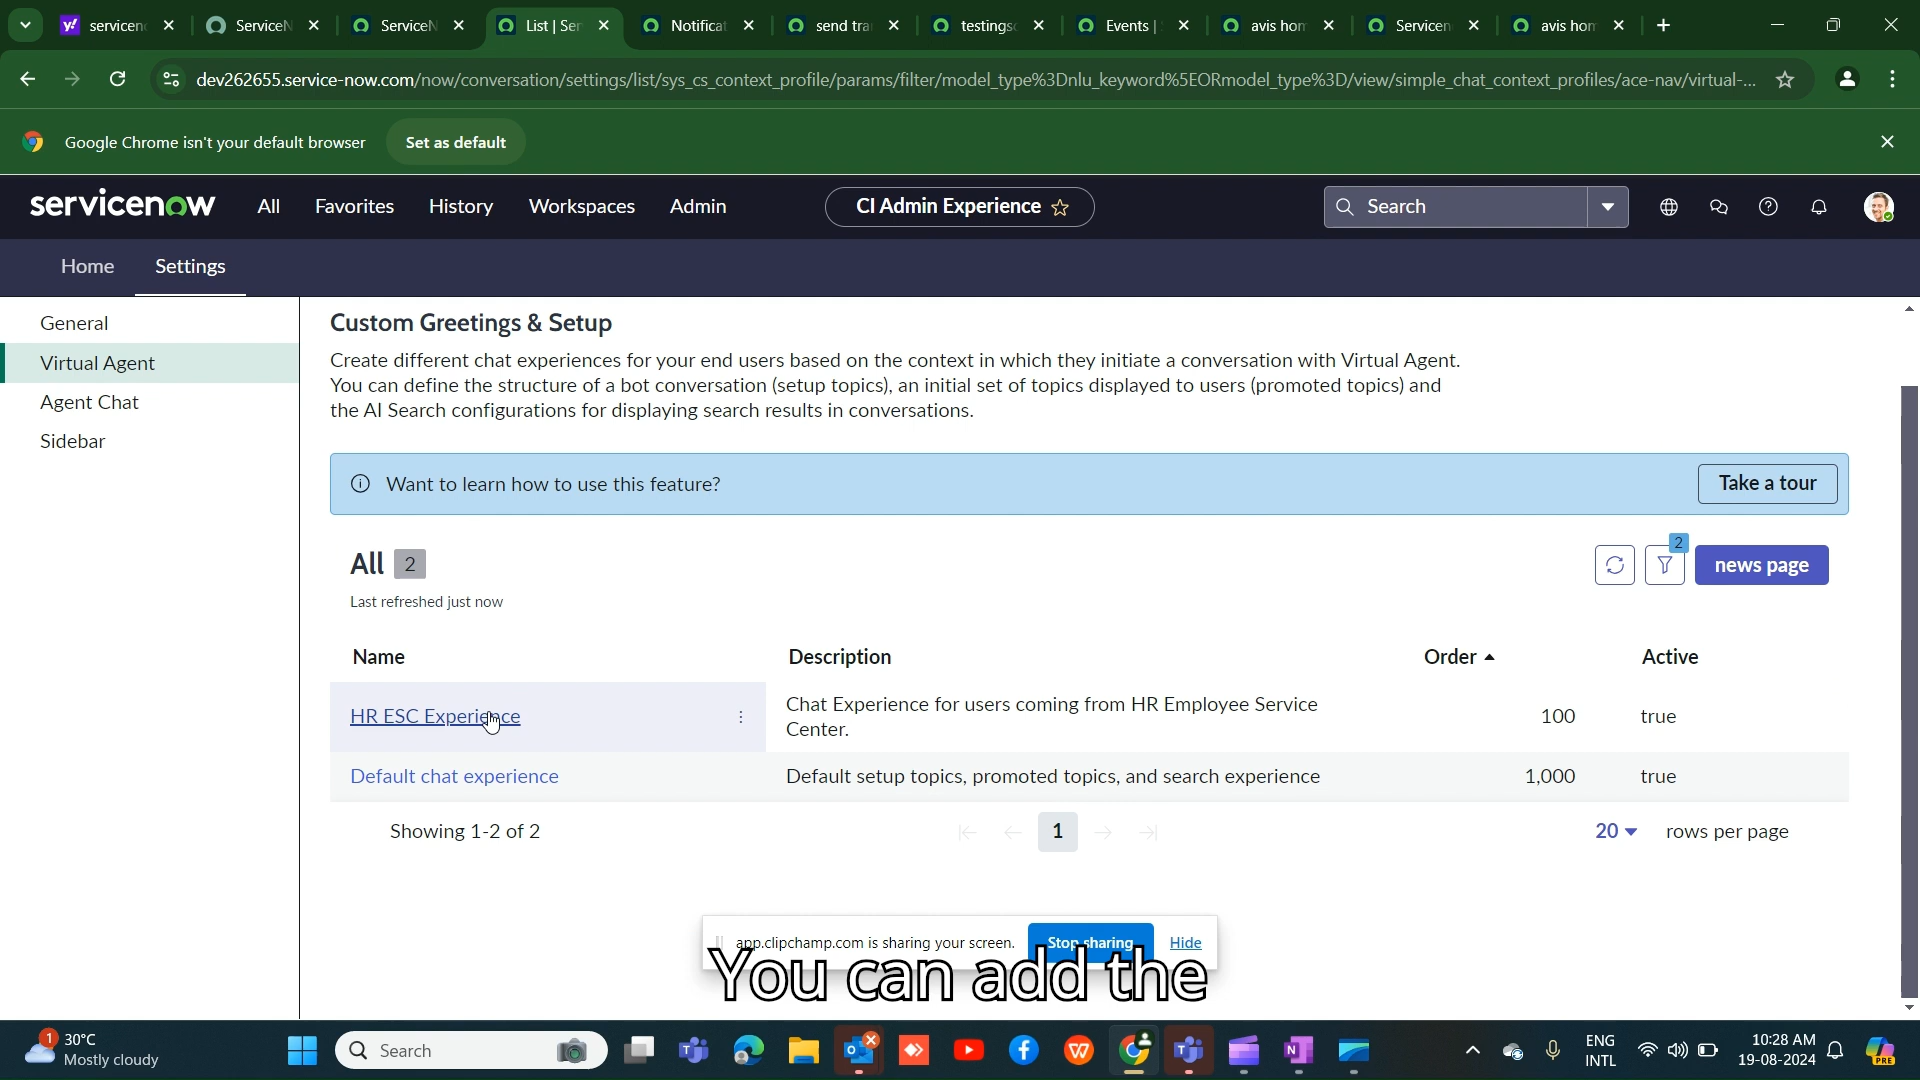 servicen
ServiceN
ServiceN
List | Ser
Notificat
send tra
testingsc
Events |
avis hom
Servicen
avis hom
dev262655.service-now.com/now/conversation/settings/list/sys_cs_context_profile/params/filter/model_type%3Dnlu_keyword%5EORmodel_type%3D/view/simple_chat_context_profiles/ace-nav/virtual-...
Google Chrome isn't your default browser
Set as default
servicenow
All
Favorites
History
Workspaces
Admin
CI Admin Experience
Search
Home
Settings
General
Virtual Agent
Agent Chat
Sidebar
Custom Greetings & Setup
Create different chat experiences for your end users based on the context in which they initiate a conversation with Virtual Agent.
You can define the structure of a bot conversation (setup topics), an initial set of topics displayed to users (promoted topics) and
the AI Search configurations for displaying search results in conversations.
Want to learn how to use this feature?
Take a tour
All 2
2
news page
Last refreshed just now
Name Description Order Active
HR ESC Experience
Chat Experience for users coming from HR Employee Service
Center.
100 true
Default chat experience Default setup topics, promoted topics, and search experience 1,000 true
Showing 1-2 of 2
1
20 rows per page
app.clipchamp.com is sharing your screen.
Stop sharing
Hide
You can add the
1
30°C
Mostly cloudy
Search
ENG
INTL
10:28 AM
19-08-2024
PRE